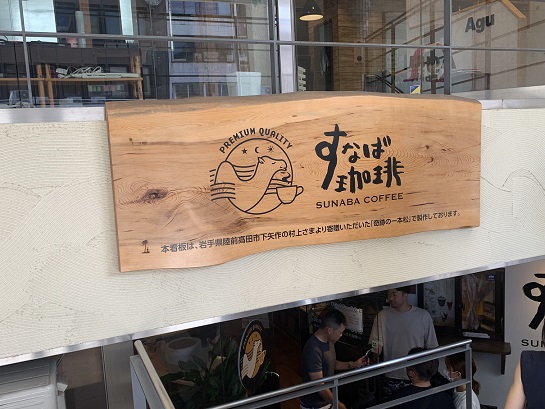 Agu
PREMIUM QUALITY
すなば
珈琲
SUNABA COFFEE
本看板は、岩手県陸前高田市下矢作の村上さまより寄贈いただいた「奇跡の一本松」で製作しております。